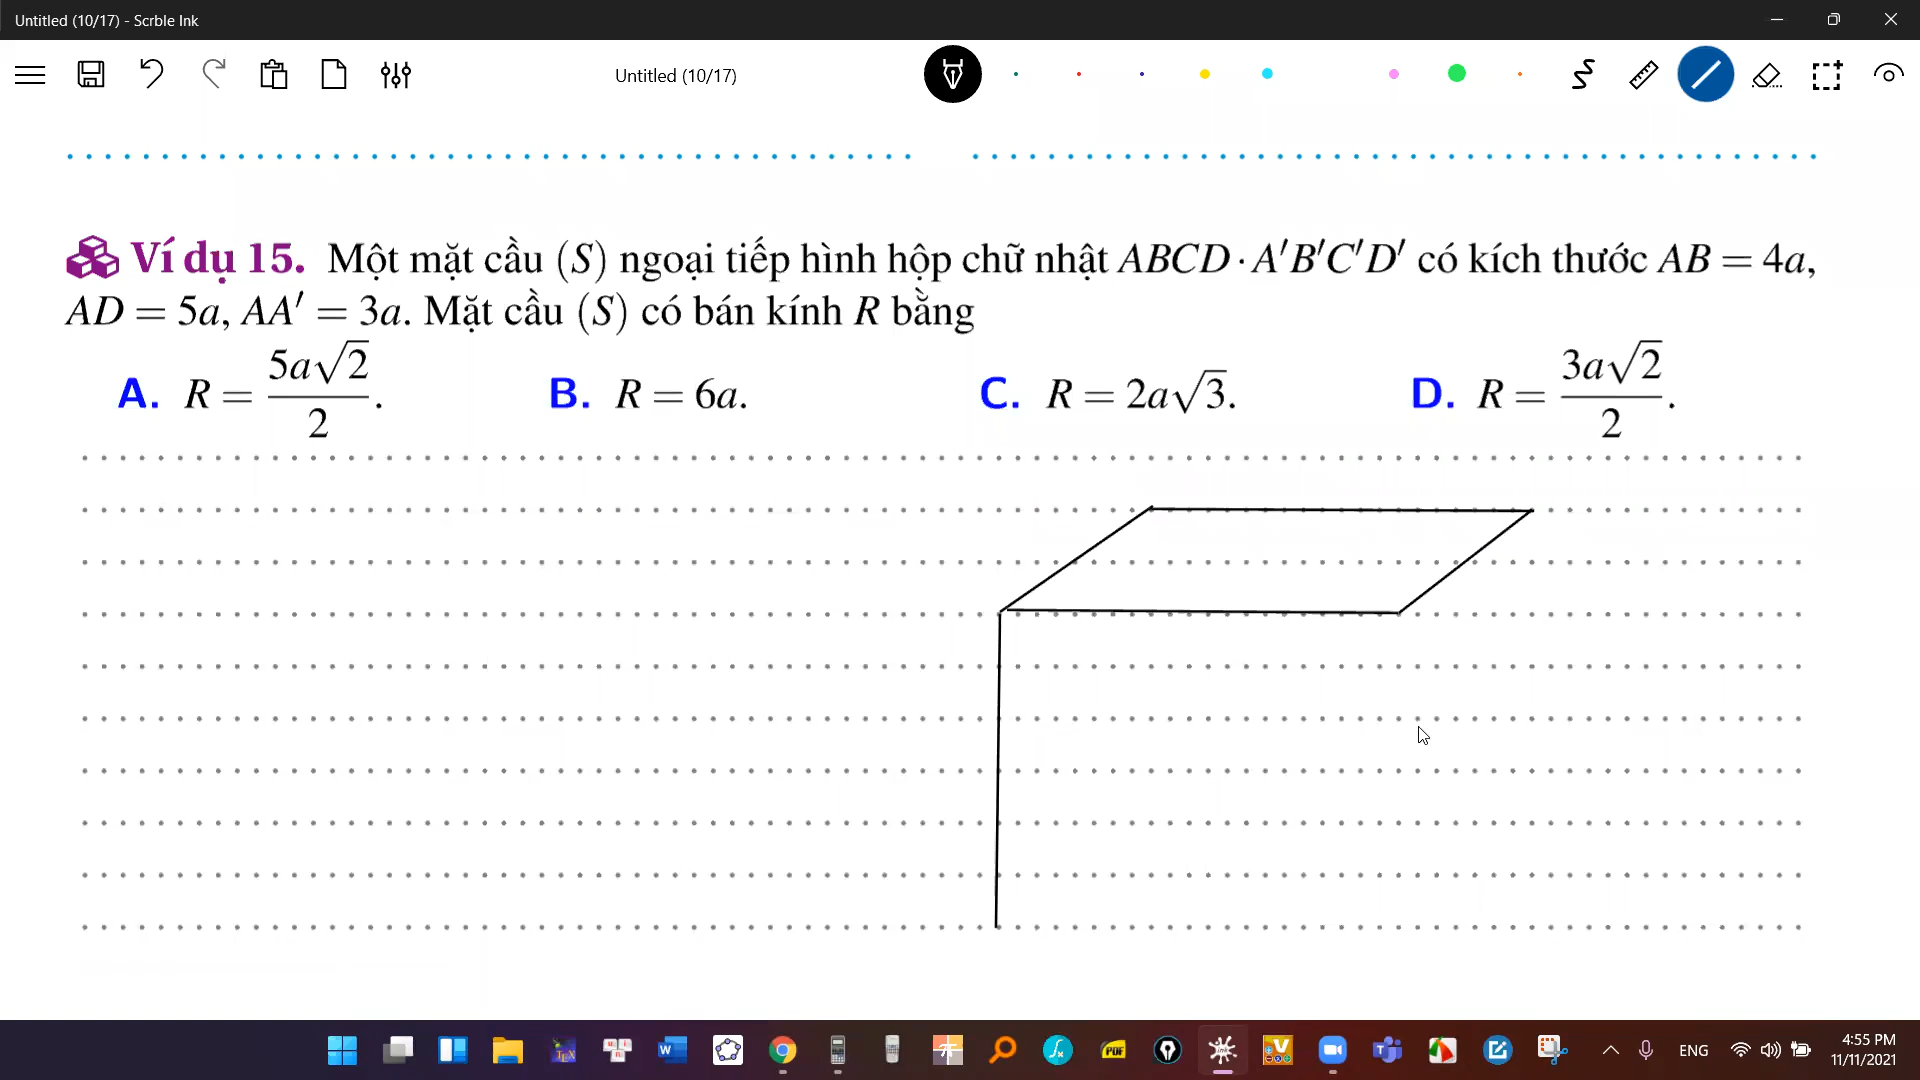 Untitled (10/17) - Scrble Ink
Untitled (10/17)
Ví dụ 15. Một mặt cầu (S) ngoại tiếp hình hộp chữ nhật ABCD · A′B′C′D′ có kích thước AB = 4a,
AD = 5a, AA′ = 3a. Mặt cầu (S) có bán kính R bằng
A. R = 5a√2/2. B. R = 6a. C. R = 2a√3. D. R = 3a√2/2.
ENG
4:55 PM
11/11/2021